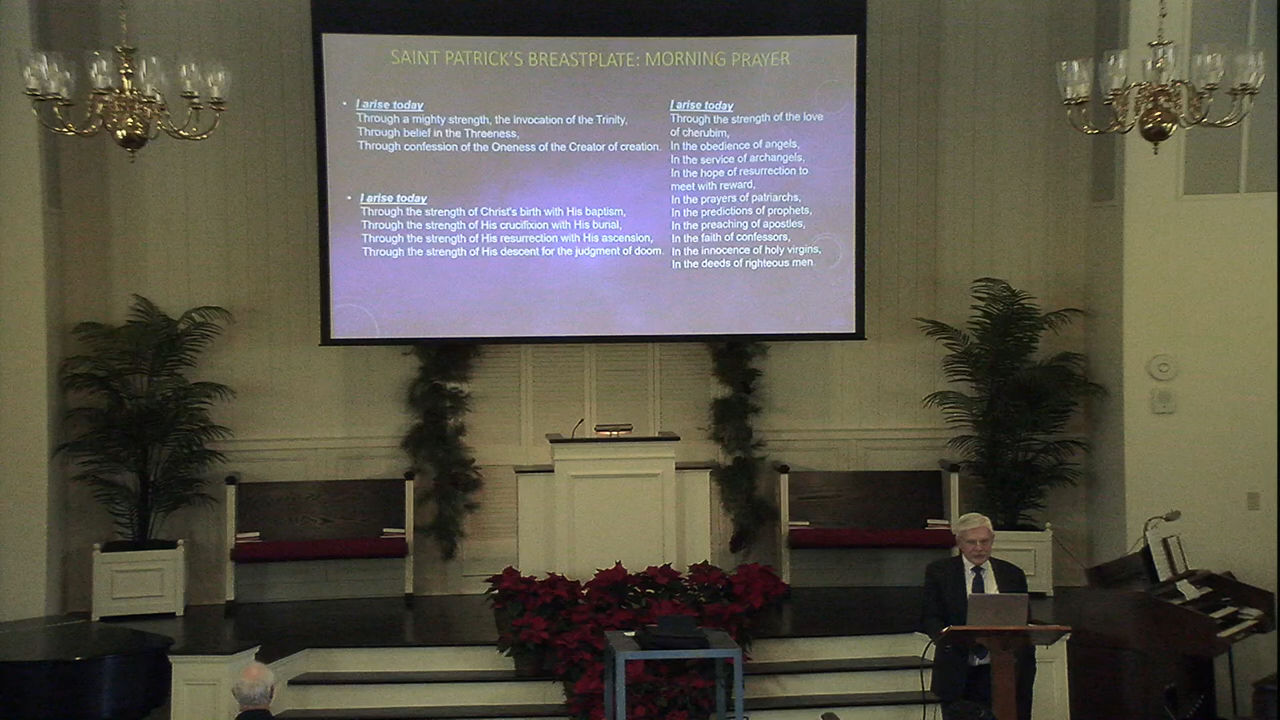 SAINT PATRICK'S BREASTPLATE: MORNING PRAYER
• I arise today
Through a mighty strength, the invocation of the Trinity,
Through belief in the Threeness,
Through confession of the Oneness of the Creator of creation.
• I arise today
Through the strength of Christ's birth with His baptism,
Through the strength of His crucifixion with His burial,
Through the strength of His resurrection with His ascension,
Through the strength of His descent for the judgment of doom.
I arise today
Through the strength of the love
of cherubim,
In the obedience of angels,
In the service of archangels,
In the hope of resurrection to
meet with reward,
In the prayers of patriarchs,
In the predictions of prophets,
In the preaching of apostles,
In the faith of confessors,
In the innocence of holy virgins,
In the deeds of righteous men.